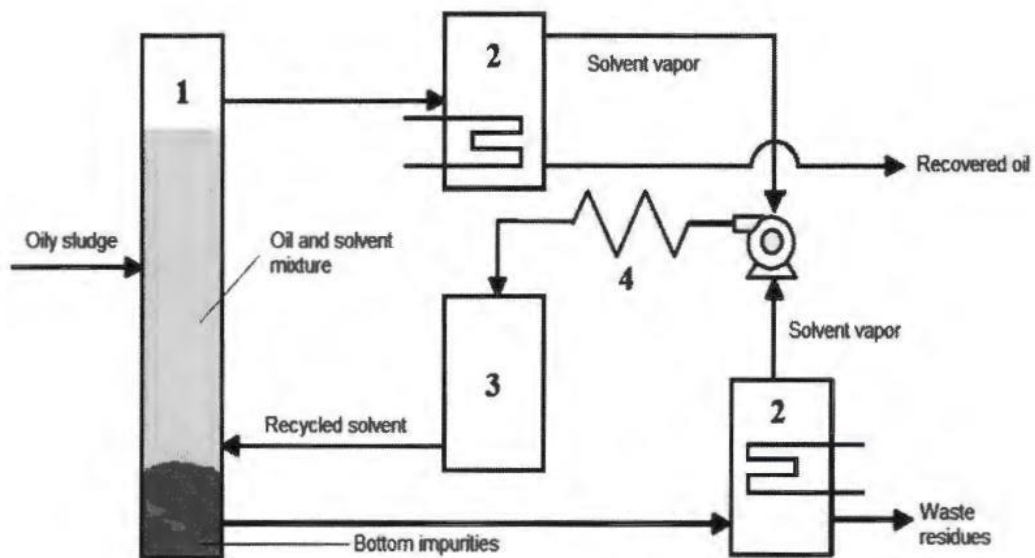 1
2
Solvent vapor
Recovered oil
Oily sludge
Oil and solvent
mixture
4
Solvent vapor
3
2
Recycled solvent
Waste
residues
Bottom impurities